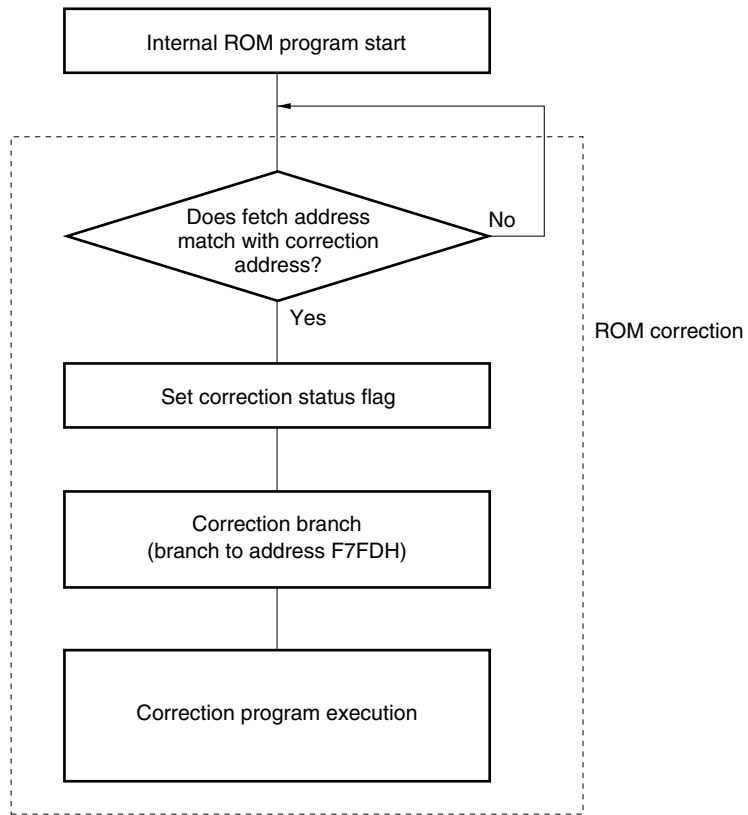 Internal ROM program start
Does fetch address
match with correction
address?
No
Yes
ROM correction
Set correction status flag
Correction branch
(branch to address F7FDH)
Correction program execution